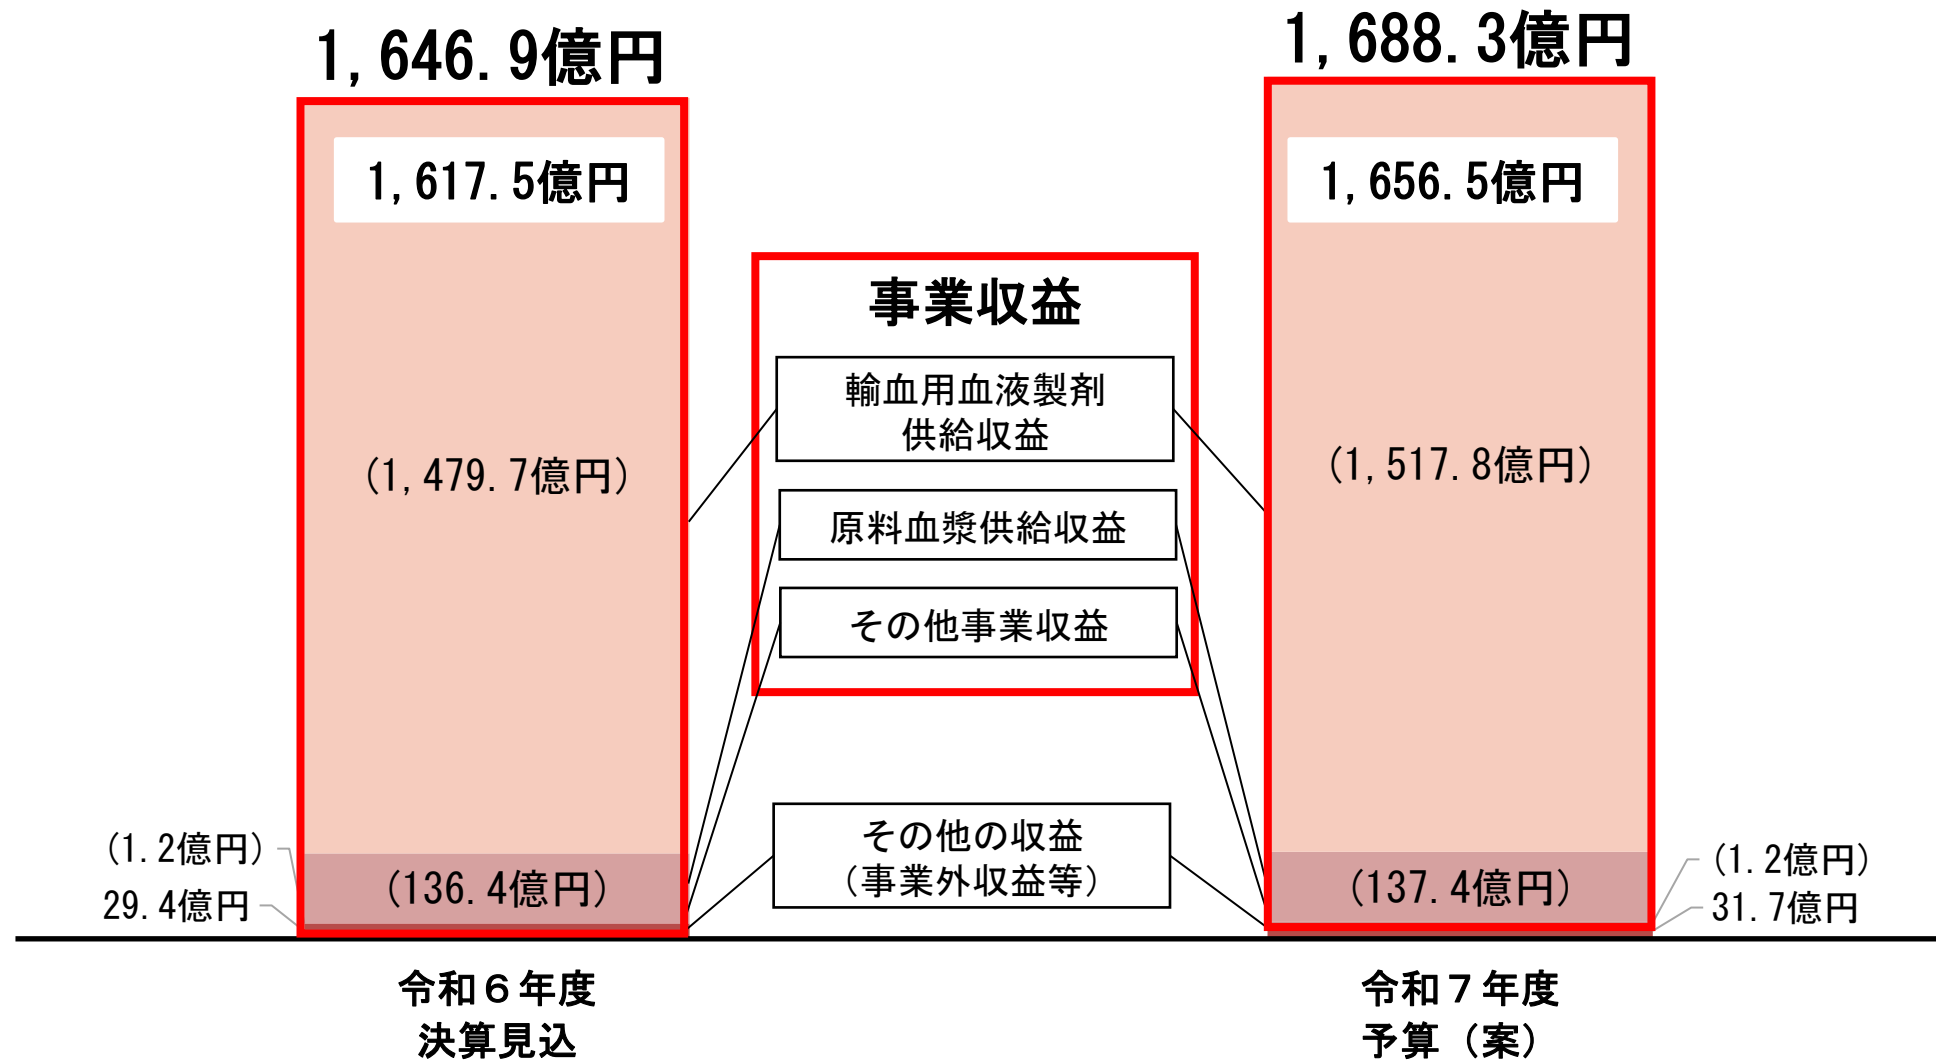 1,646.9億円
1,617.5億円
(1,479.7億円)
(136.4億円)
(1.2億円)
29.4億円
令和６年度
決算見込
事業収益
輸血用血液製剤
供給収益
原料血漿供給収益
その他事業収益
その他の収益
(事業外収益等)
1,688.3億円
1,656.5億円
(1,517.8億円)
(137.4億円)
(1.2億円)
31.7億円
令和７年度
予算（案）